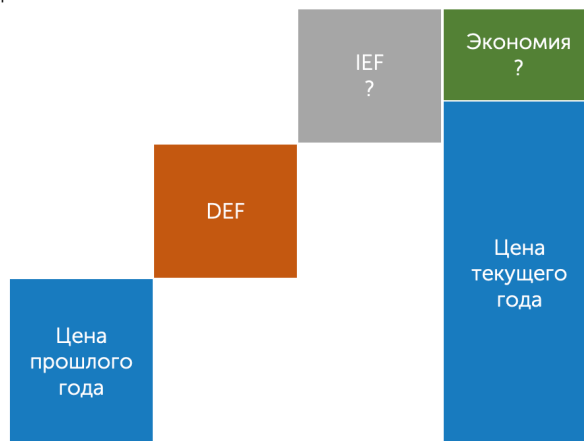 IEF
?
Экономия
?
DEF
Цена
текущего
года
Цена
прошлого
года